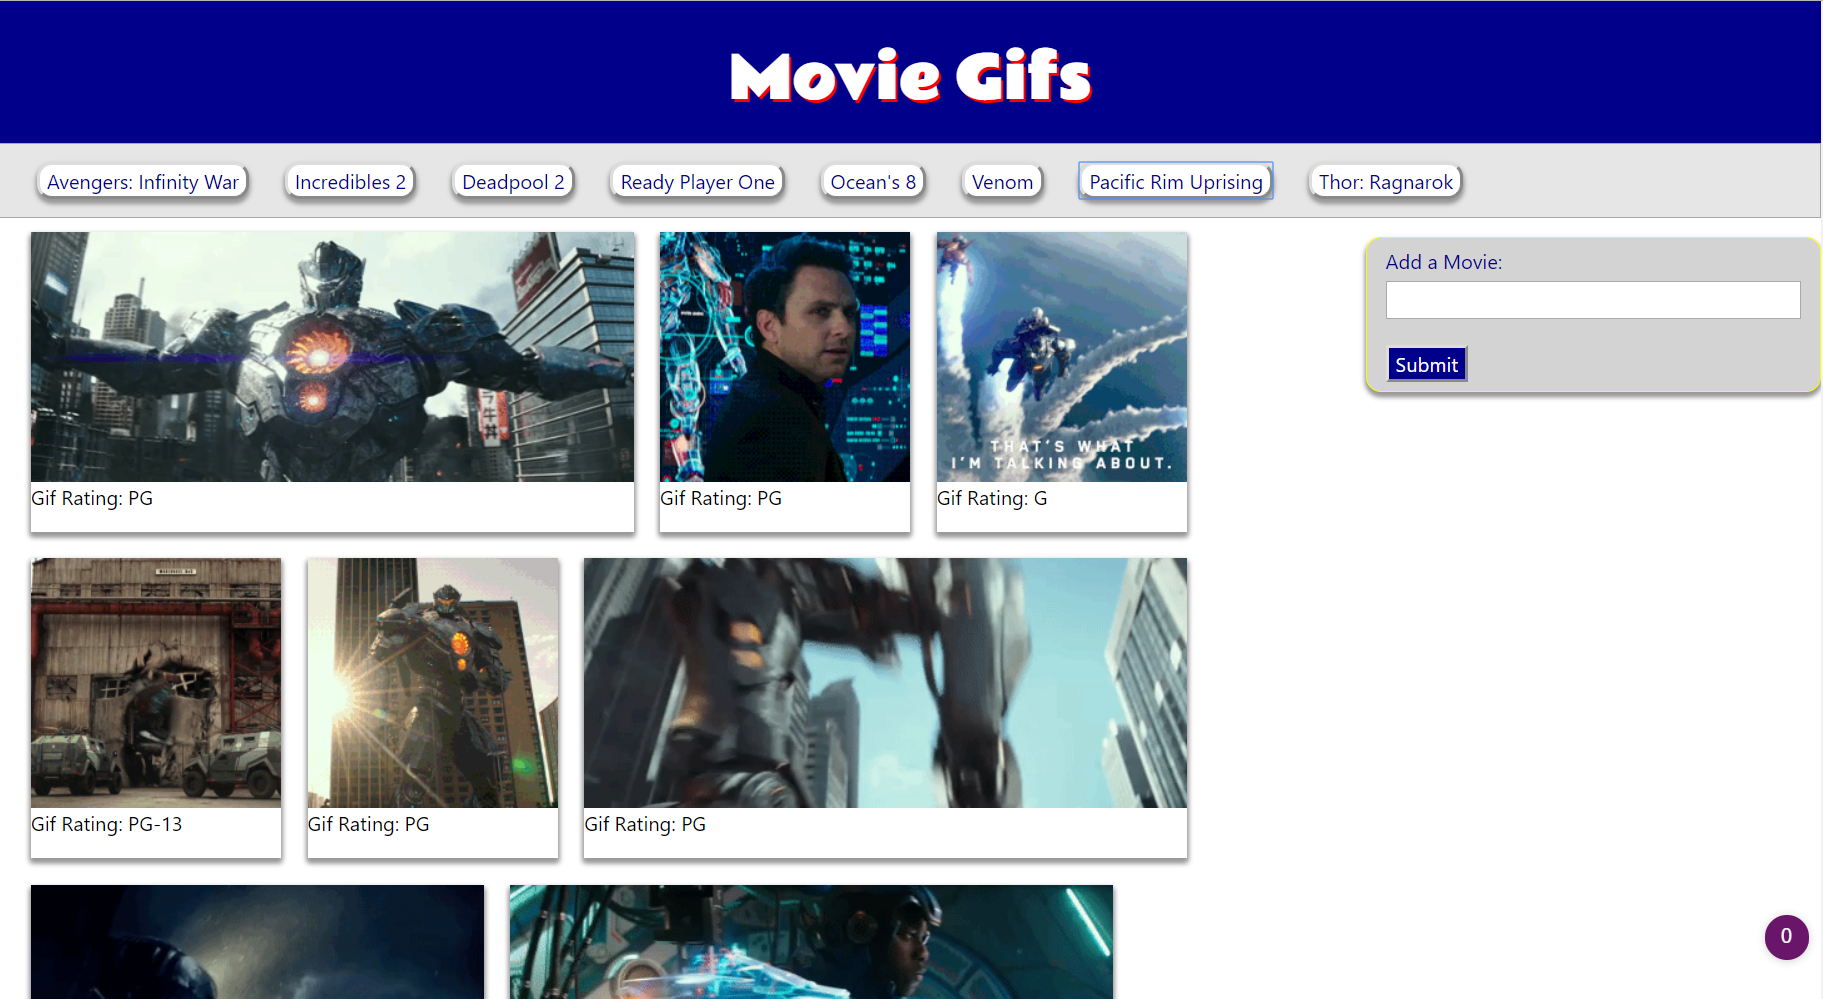 Movie Gifs
Avengers: Infinity War
Incredibles 2
Deadpool 2
Ready Player One
Ocean's 8
Venom
Pacific Rim Uprising
Thor: Ragnarok
Add a Movie:
Submit
THAT'S WHAT
I'M TALKING ABOUT.
Gif Rating: PG
Gif Rating: PG
Gif Rating: G
Gif Rating: PG-13
Gif Rating: PG
Gif Rating: PG
0